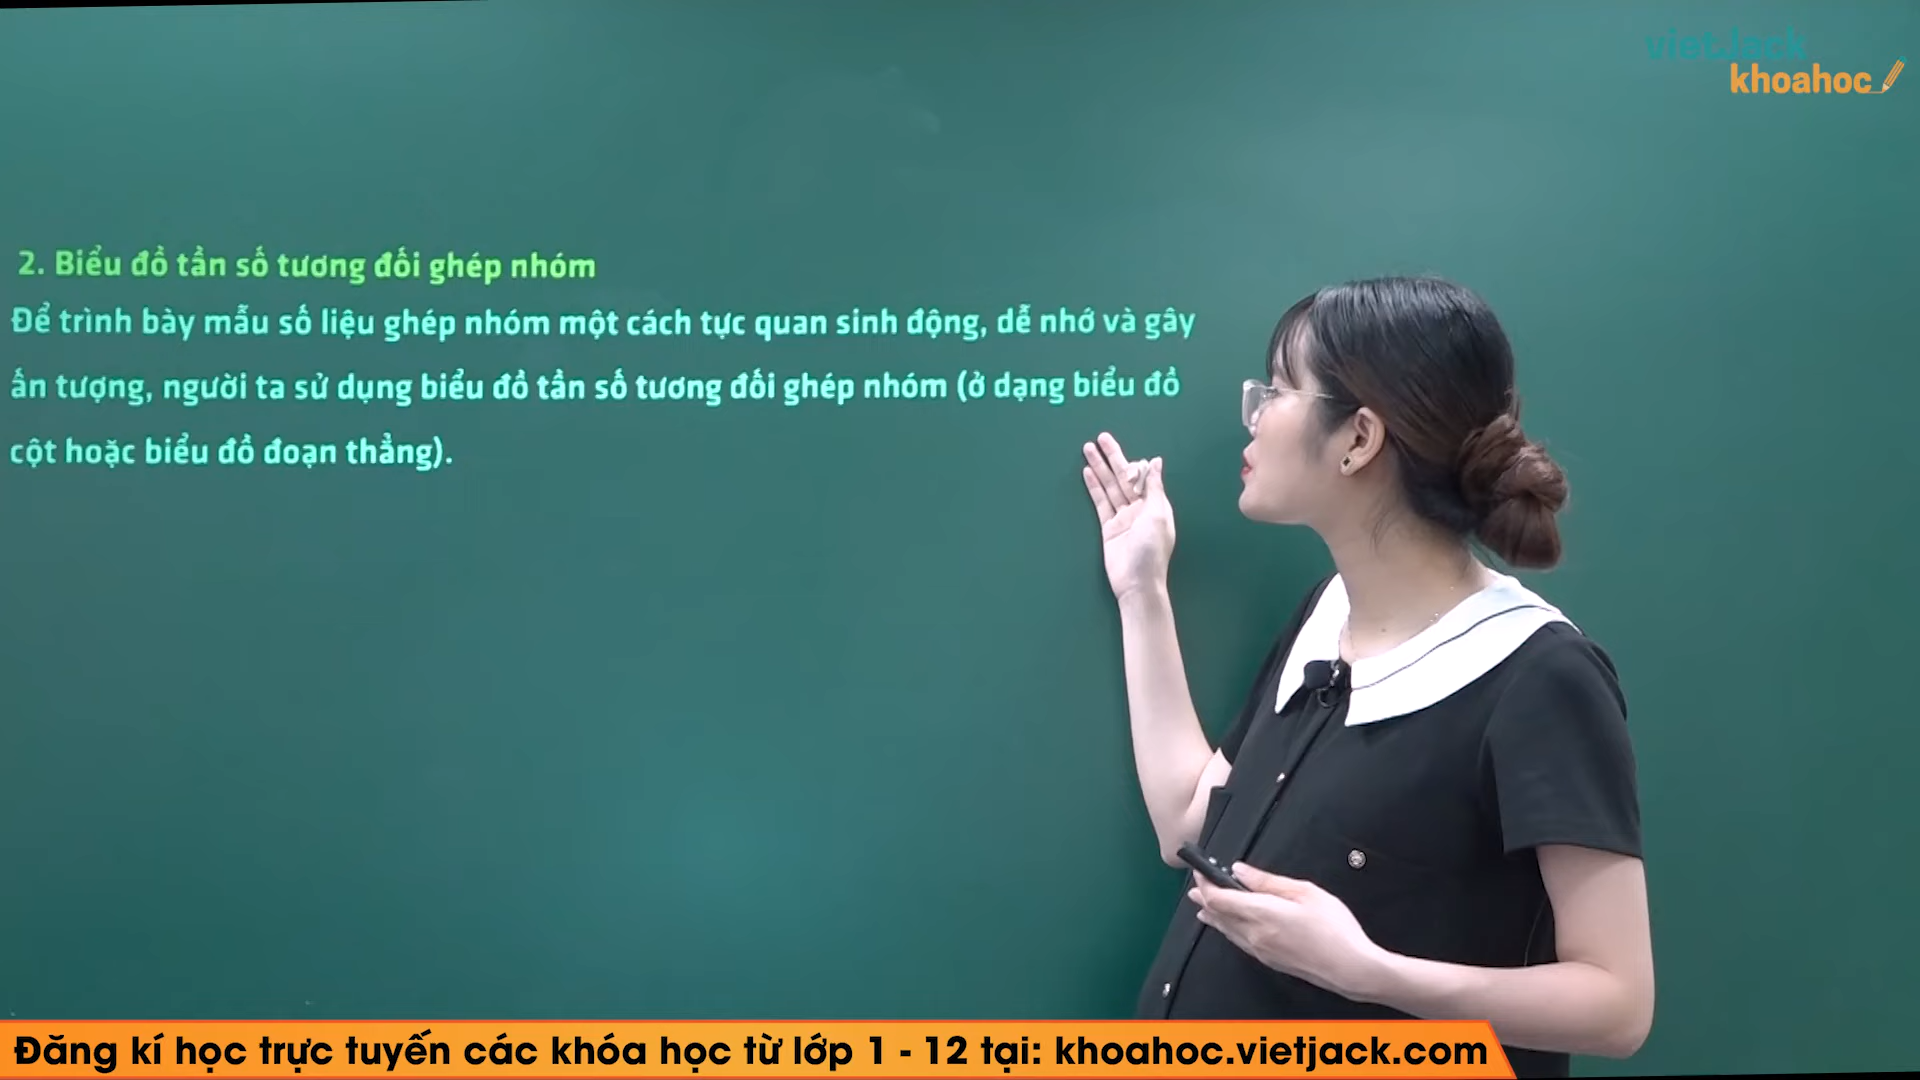 vietJack
khoahoc
2. Biểu đồ tần số tương đối ghép nhóm
Để trình bày mẫu số liệu ghép nhóm một cách tực quan sinh động, dễ nhớ và gây
ấn tượng, người ta sử dụng biểu đồ tần số tương đối ghép nhóm (ở dạng biểu đồ
cột hoặc biểu đồ đoạn thẳng).
Đăng kí học trực tuyến các khóa học từ lớp 1 - 12 tại: khoahoc.vietjack.com